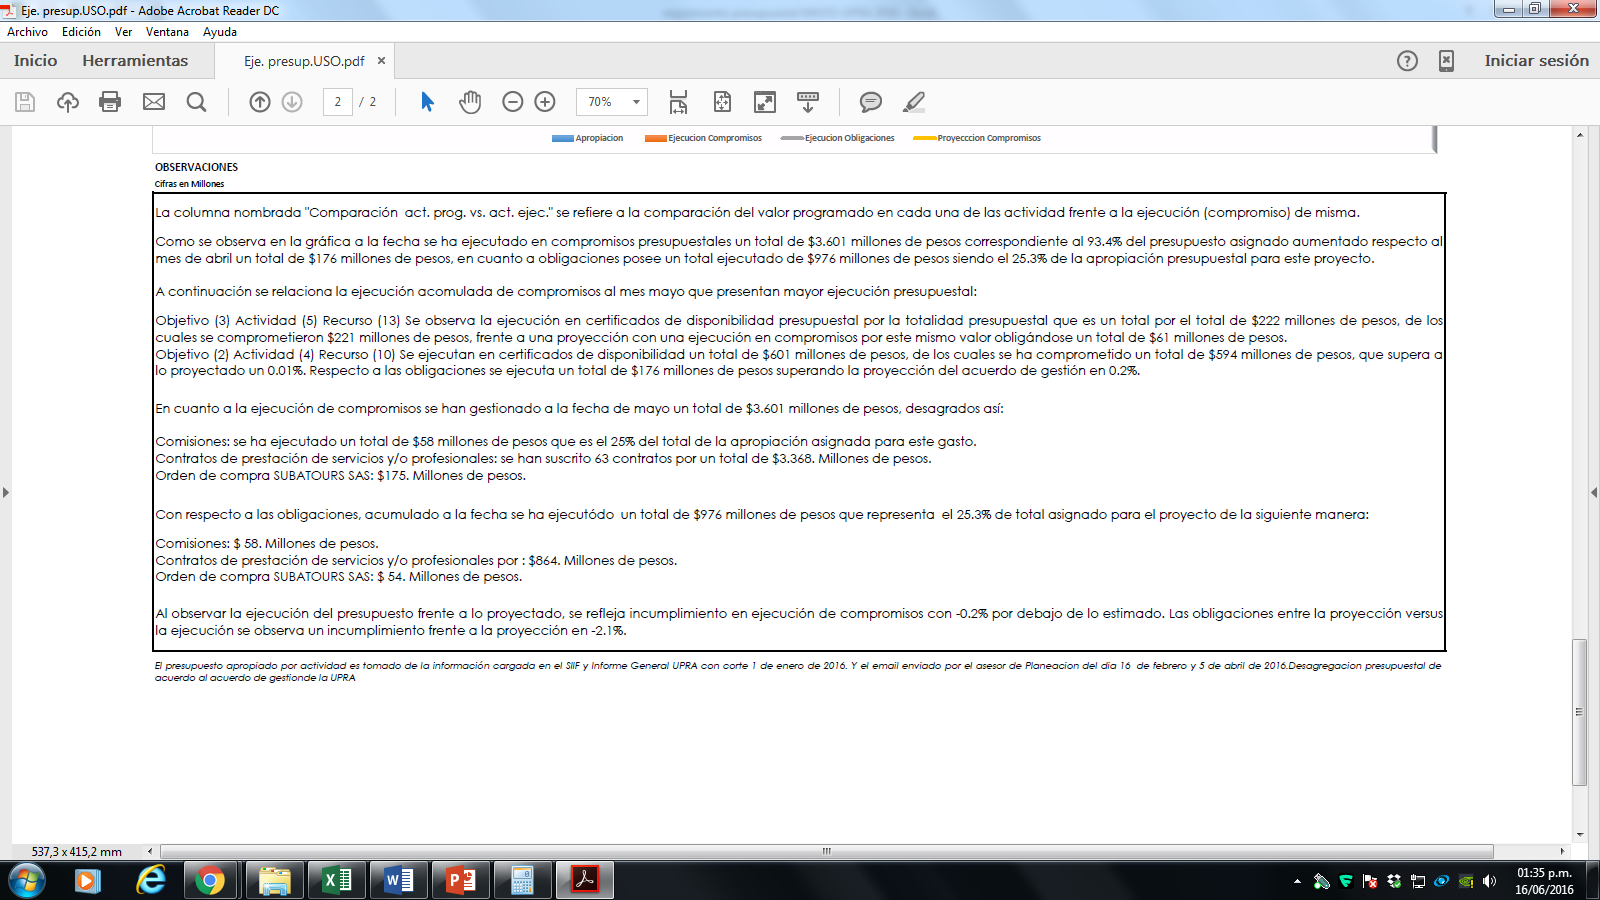 Eje. presup.USO.pdf - Adobe Acrobat Reader DC
Archivo Edición Ver Ventana Ayuda
Inicio Herramientas Eje. presup.USO.pdf × Iniciar sesión
2 / 2 70%
Apropiacion Ejecucion Compromisos Ejecucion Obligaciones Proyecccion Compromisos
OBSERVACIONES
Cifras en Millones
La columna nombrada "Comparación act. prog. vs. act. ejec." se refiere a la comparación del valor programado en cada una de las actividad frente a la ejecución (compromiso) de misma.
Como se observa en la gráfica a la fecha se ha ejecutado en compromisos presupuestales un total de $3.601 millones de pesos correspondiente al 93.4% del presupuesto asignado aumentado respecto al
mes de abril un total de $176 millones de pesos, en cuanto a obligaciones posee un total ejecutado de $976 millones de pesos siendo el 25.3% de la apropiación presupuestal para este proyecto.
A continuación se relaciona la ejecución acumulada de compromisos al mes mayo que presentan mayor ejecución presupuestal:
Objetivo (3) Actividad (5) Recurso (13) Se observa la ejecución en certificados de disponibilidad presupuestal por la totalidad presupuestal que es un total por el total de $222 millones de pesos, de los
cuales se comprometieron $221 millones de pesos, frente a una proyección con una ejecución en compromisos por este mismo valor obligándose un total de $61 millones de pesos.
Objetivo (2) Actividad (4) Recurso (10) Se ejecutan en certificados de disponibilidad un total de $601 millones de pesos, de los cuales se ha comprometido un total de $594 millones de pesos, que supera a
lo proyectado un 0.01%. Respecto a las obligaciones se ejecuta un total de $176 millones de pesos superando la proyección del acuerdo de gestión en 0.2%.
En cuanto a la ejecución de compromisos se han gestionado a la fecha de mayo un total de $3.601 millones de pesos, desagrados así:
Comisiones: se ha ejecutado un total de $58 millones de pesos que es el 25% del total de la apropiación asignada para este gasto.
Contratos de prestación de servicios y/o profesionales: se han suscrito 63 contratos por un total de $3.368. Millones de pesos.
Orden de compra SUBATOURS SAS: $175. Millones de pesos.
Con respecto a las obligaciones, acumulado a la fecha se ha ejecutódo un total de $976 millones de pesos que representa el 25.3% de total asignado para el proyecto de la siguiente manera:
Comisiones: $ 58. Millones de pesos.
Contratos de prestación de servicios y/o profesionales por : $864. Millones de pesos.
Orden de compra SUBATOURS SAS: $ 54. Millones de pesos.
Al observar la ejecución del presupuesto frente a lo proyectado, se refleja incumplimiento en ejecución de compromisos con -0.2% por debajo de lo estimado. Las obligaciones entre la proyección versus
la ejecución se observa un incumplimiento frente a la proyección en -2.1%.
El presupuesto apropiado por actividad es tomado de la información cargada en el SIIF y Informe General UPRA con corte 1 de enero de 2016. Y el email enviado por el asesor de Planeacion del dia 16 de febrero y 5 de abril de 2016.Desagregacion presupuestal de
acuerdo al acuerdo de gestionde la UPRA
537,3 x 415,2 mm
01:35 p.m.
16/06/2016